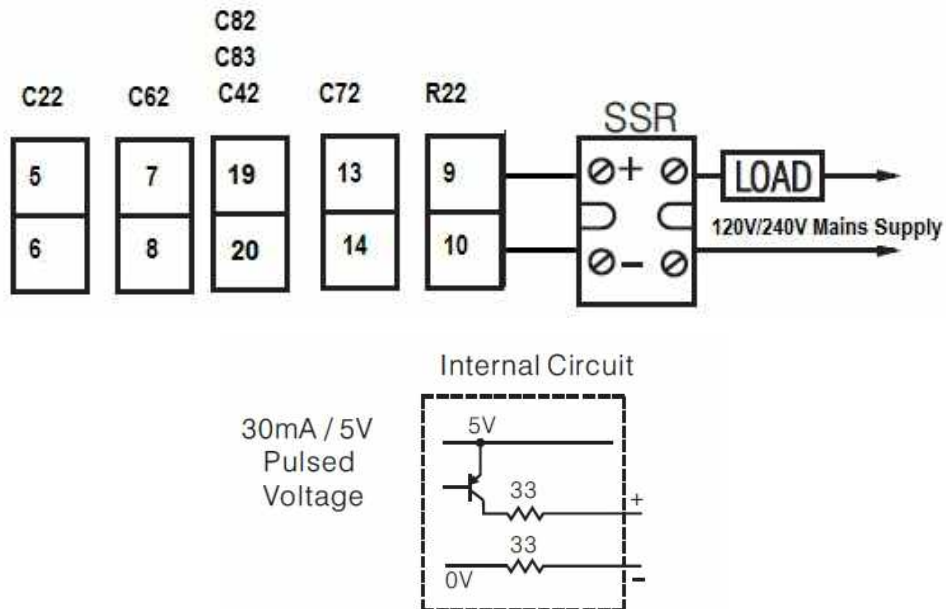 C82
C83
C22 C62 C42 C72 R22
SSR
5 7 19 13 9 + LOAD
120V/240V Mains Supply
6 8 20 14 10 -
Internal Circuit
30mA / 5V
Pulsed
Voltage
5V
33
+
33
0V
-